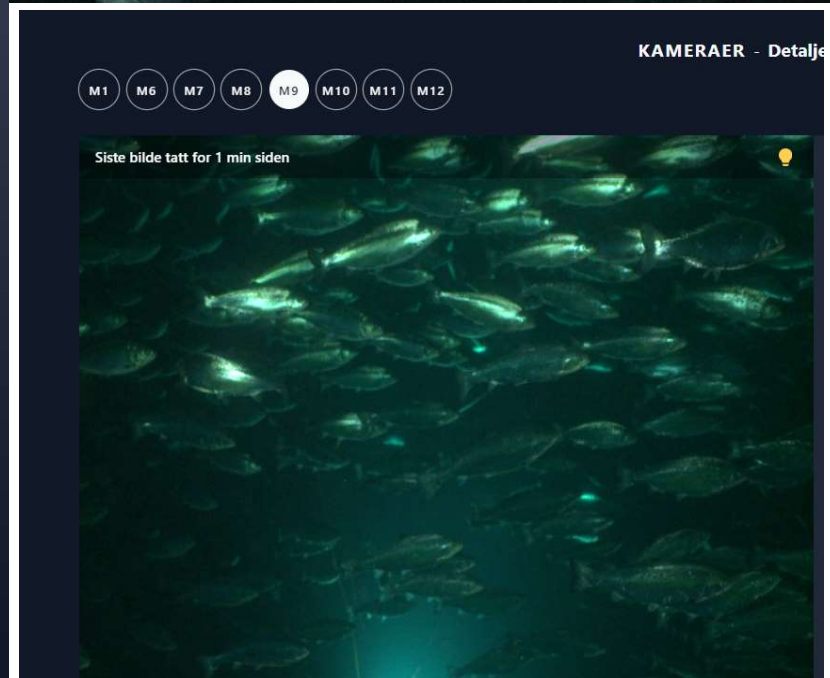 KAMERAER - Detalje
M1 M6 M7 M8 M9 M10 M11 M12
Siste bilde tatt for 1 min siden